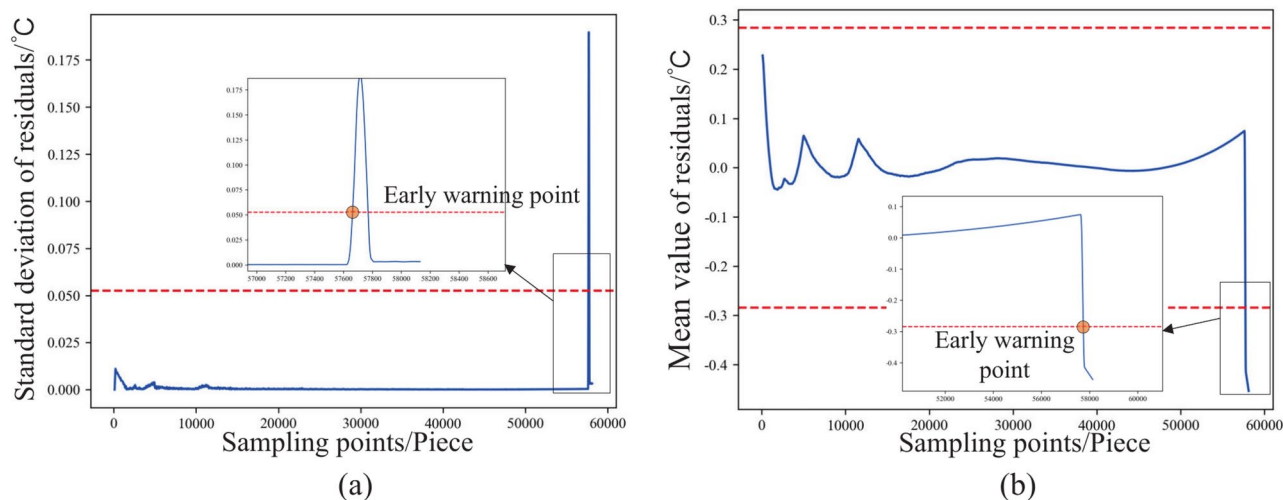 Standard deviation of residuals/°C
0.175
0.150
0.125
0.100
0.075
0.050
0.025
0.000
0.175
0.150
0.125
0.100
0.075
0.050
0.025
0.000
Early warning point
57000 57200 57400 57600 57800 58000 58200 58400 58600
0 10000 20000 30000 40000 50000 60000
Sampling points/Piece
(a)
Mean value of residuals/°C
0.3
0.2
0.1
0.0
-0.1
-0.2
-0.3
-0.4
0.1
0.0
-0.1
-0.2
-0.3
-0.4
Early warning
point
52000 54000 56000 58000 60000
0 10000 20000 30000 40000 50000 60000
Sampling points/Piece
(b)